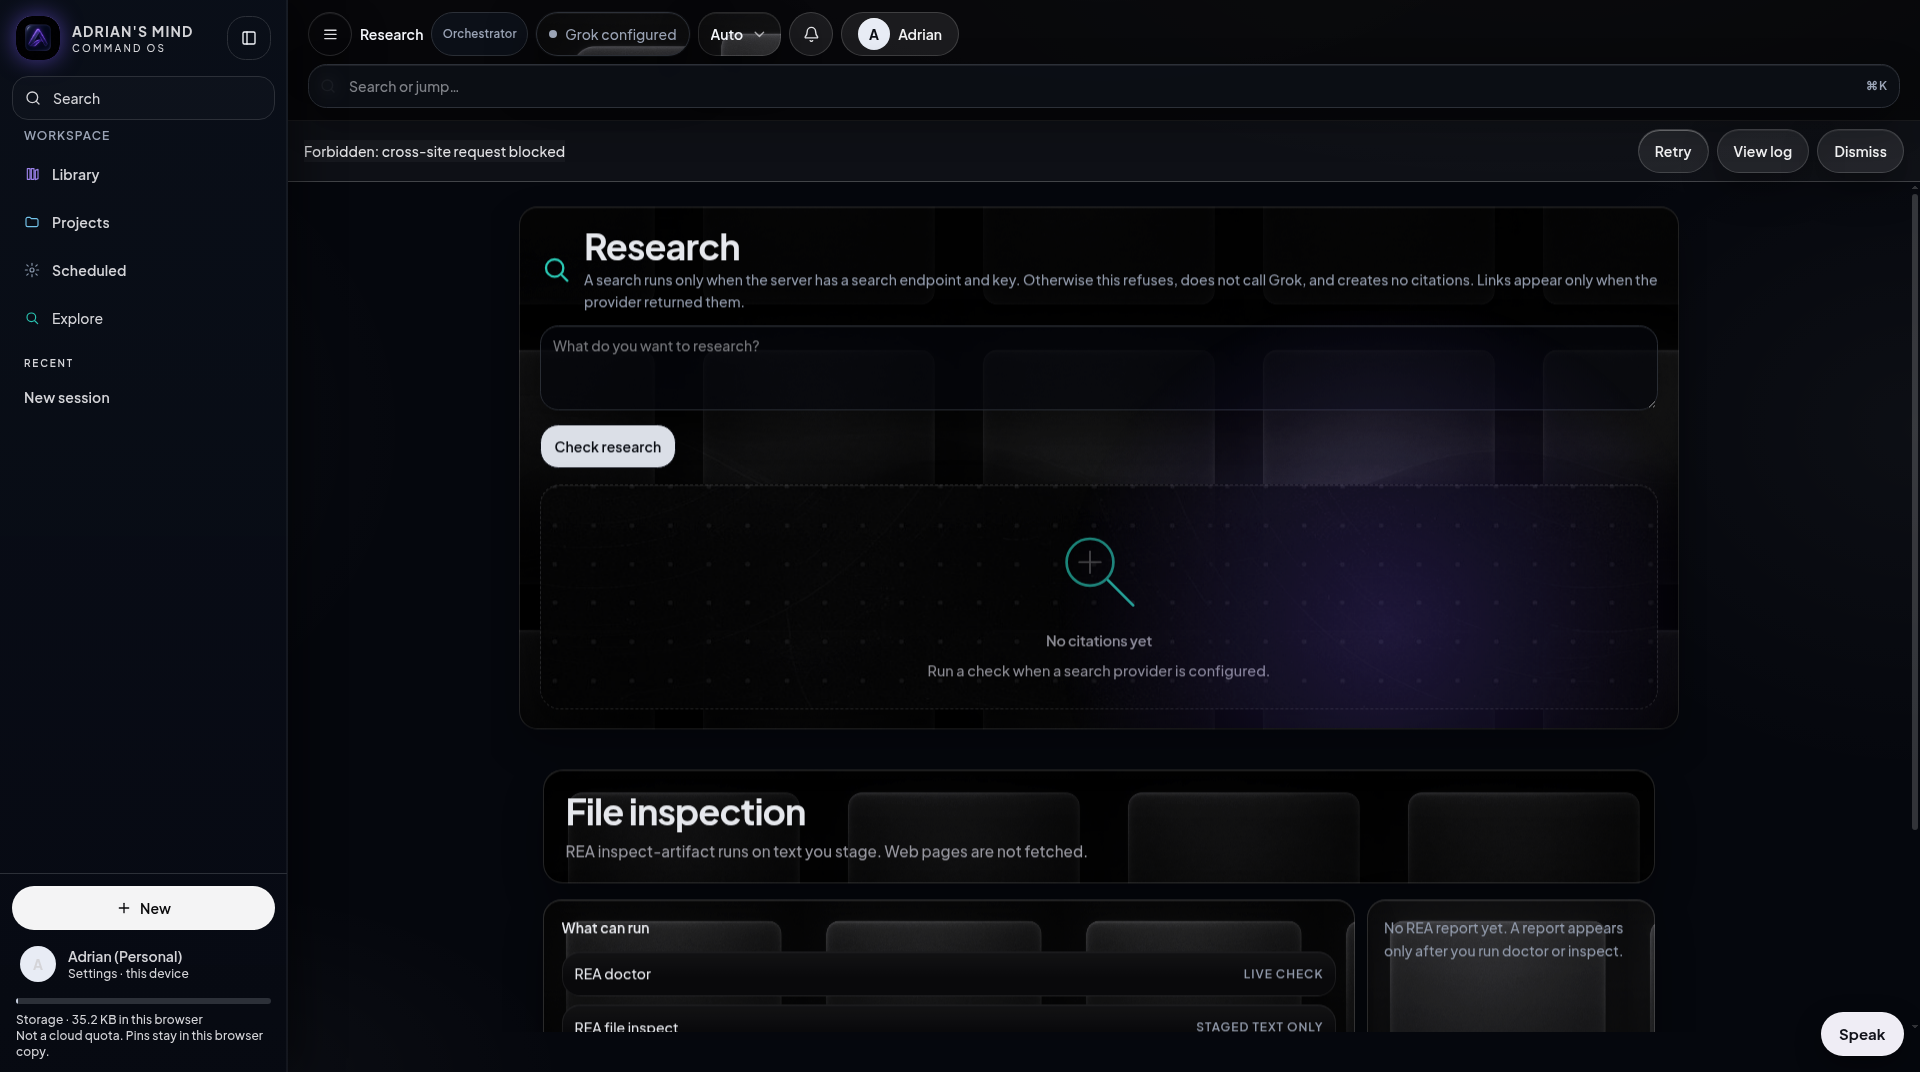 ADRIAN'S MIND
COMMAND OS
Search
WORKSPACE
Library
Projects
Scheduled
Explore
RECENT
New session
New
A
Adrian (Personal)
Settings · this device
Storage · 35.2 KB in this browser
Not a cloud quota. Pins stay in this browser
copy.
Research
Orchestrator
Grok configured
Auto
A
Adrian
Search or jump…
⌘K
Forbidden: cross-site request blocked
Retry
View log
Dismiss
Research
A search runs only when the server has a search endpoint and key. Otherwise this refuses, does not call Grok, and creates no citations. Links appear only when the
provider returned them.
What do you want to research?
Check research
No citations yet
Run a check when a search provider is configured.
File inspection
REA inspect-artifact runs on text you stage. Web pages are not fetched.
What can run
REA doctor
LIVE CHECK
REA file inspect
STAGED TEXT ONLY
No REA report yet. A report appears
only after you run doctor or inspect.
Speak